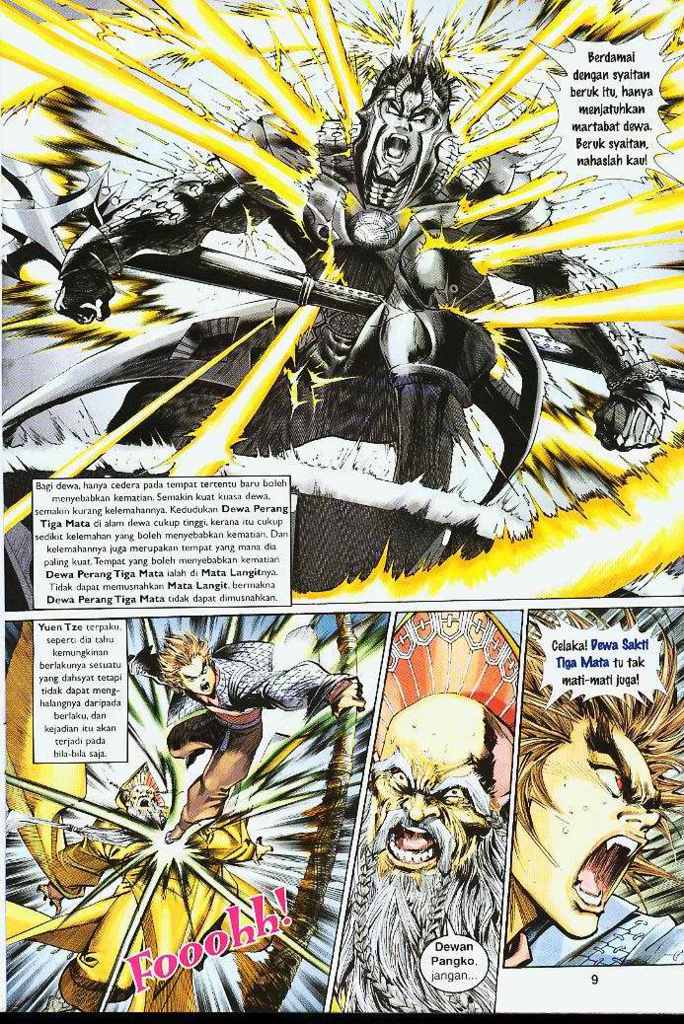 Berdamai
dengan syaitan
beruk itu, hanya
menjatuhkan
martabat dewa.
Beruk syaitan,
nahaslah kau!
Bagi dewa, hanya cedera pada tempat tertentu baru boleh
menyebabkan kematian. Semakin kuat kuasa dewa,
semakin kurang kelemahannya. Kedudukan Dewa Perang
Tiga Mata di alam dewa cukup tinggi, kerana itu cukup
sedikit kelemahan yang boleh menyebabkan kematian. Dan
kelemahannya juga merupakan tempat yang mana dia
paling kuat. Tempat yang boleh menyebabkan kematian
Dewa Perang Tiga Mata ialah di Mata Langitnya.
Tidak dapat memusnahkan Mata Langit, bermakna
Dewa Perang Tiga Mata tidak dapat dimusnahkan.
Yuen Tze terpaku,
seperti dia tahu
kemungkinan
berlakunya sesuatu
yang dahsyat tetapi
tidak dapat meng-
halangnya daripada
berlaku, dan
kejadian itu akan
terjadi pada
bila-bila saja.
Fooohh!
Dewan
Pangko,
jangan...
Celaka! Dewa Sakti
Tiga Mata tu tak
mati-mati juga!
9